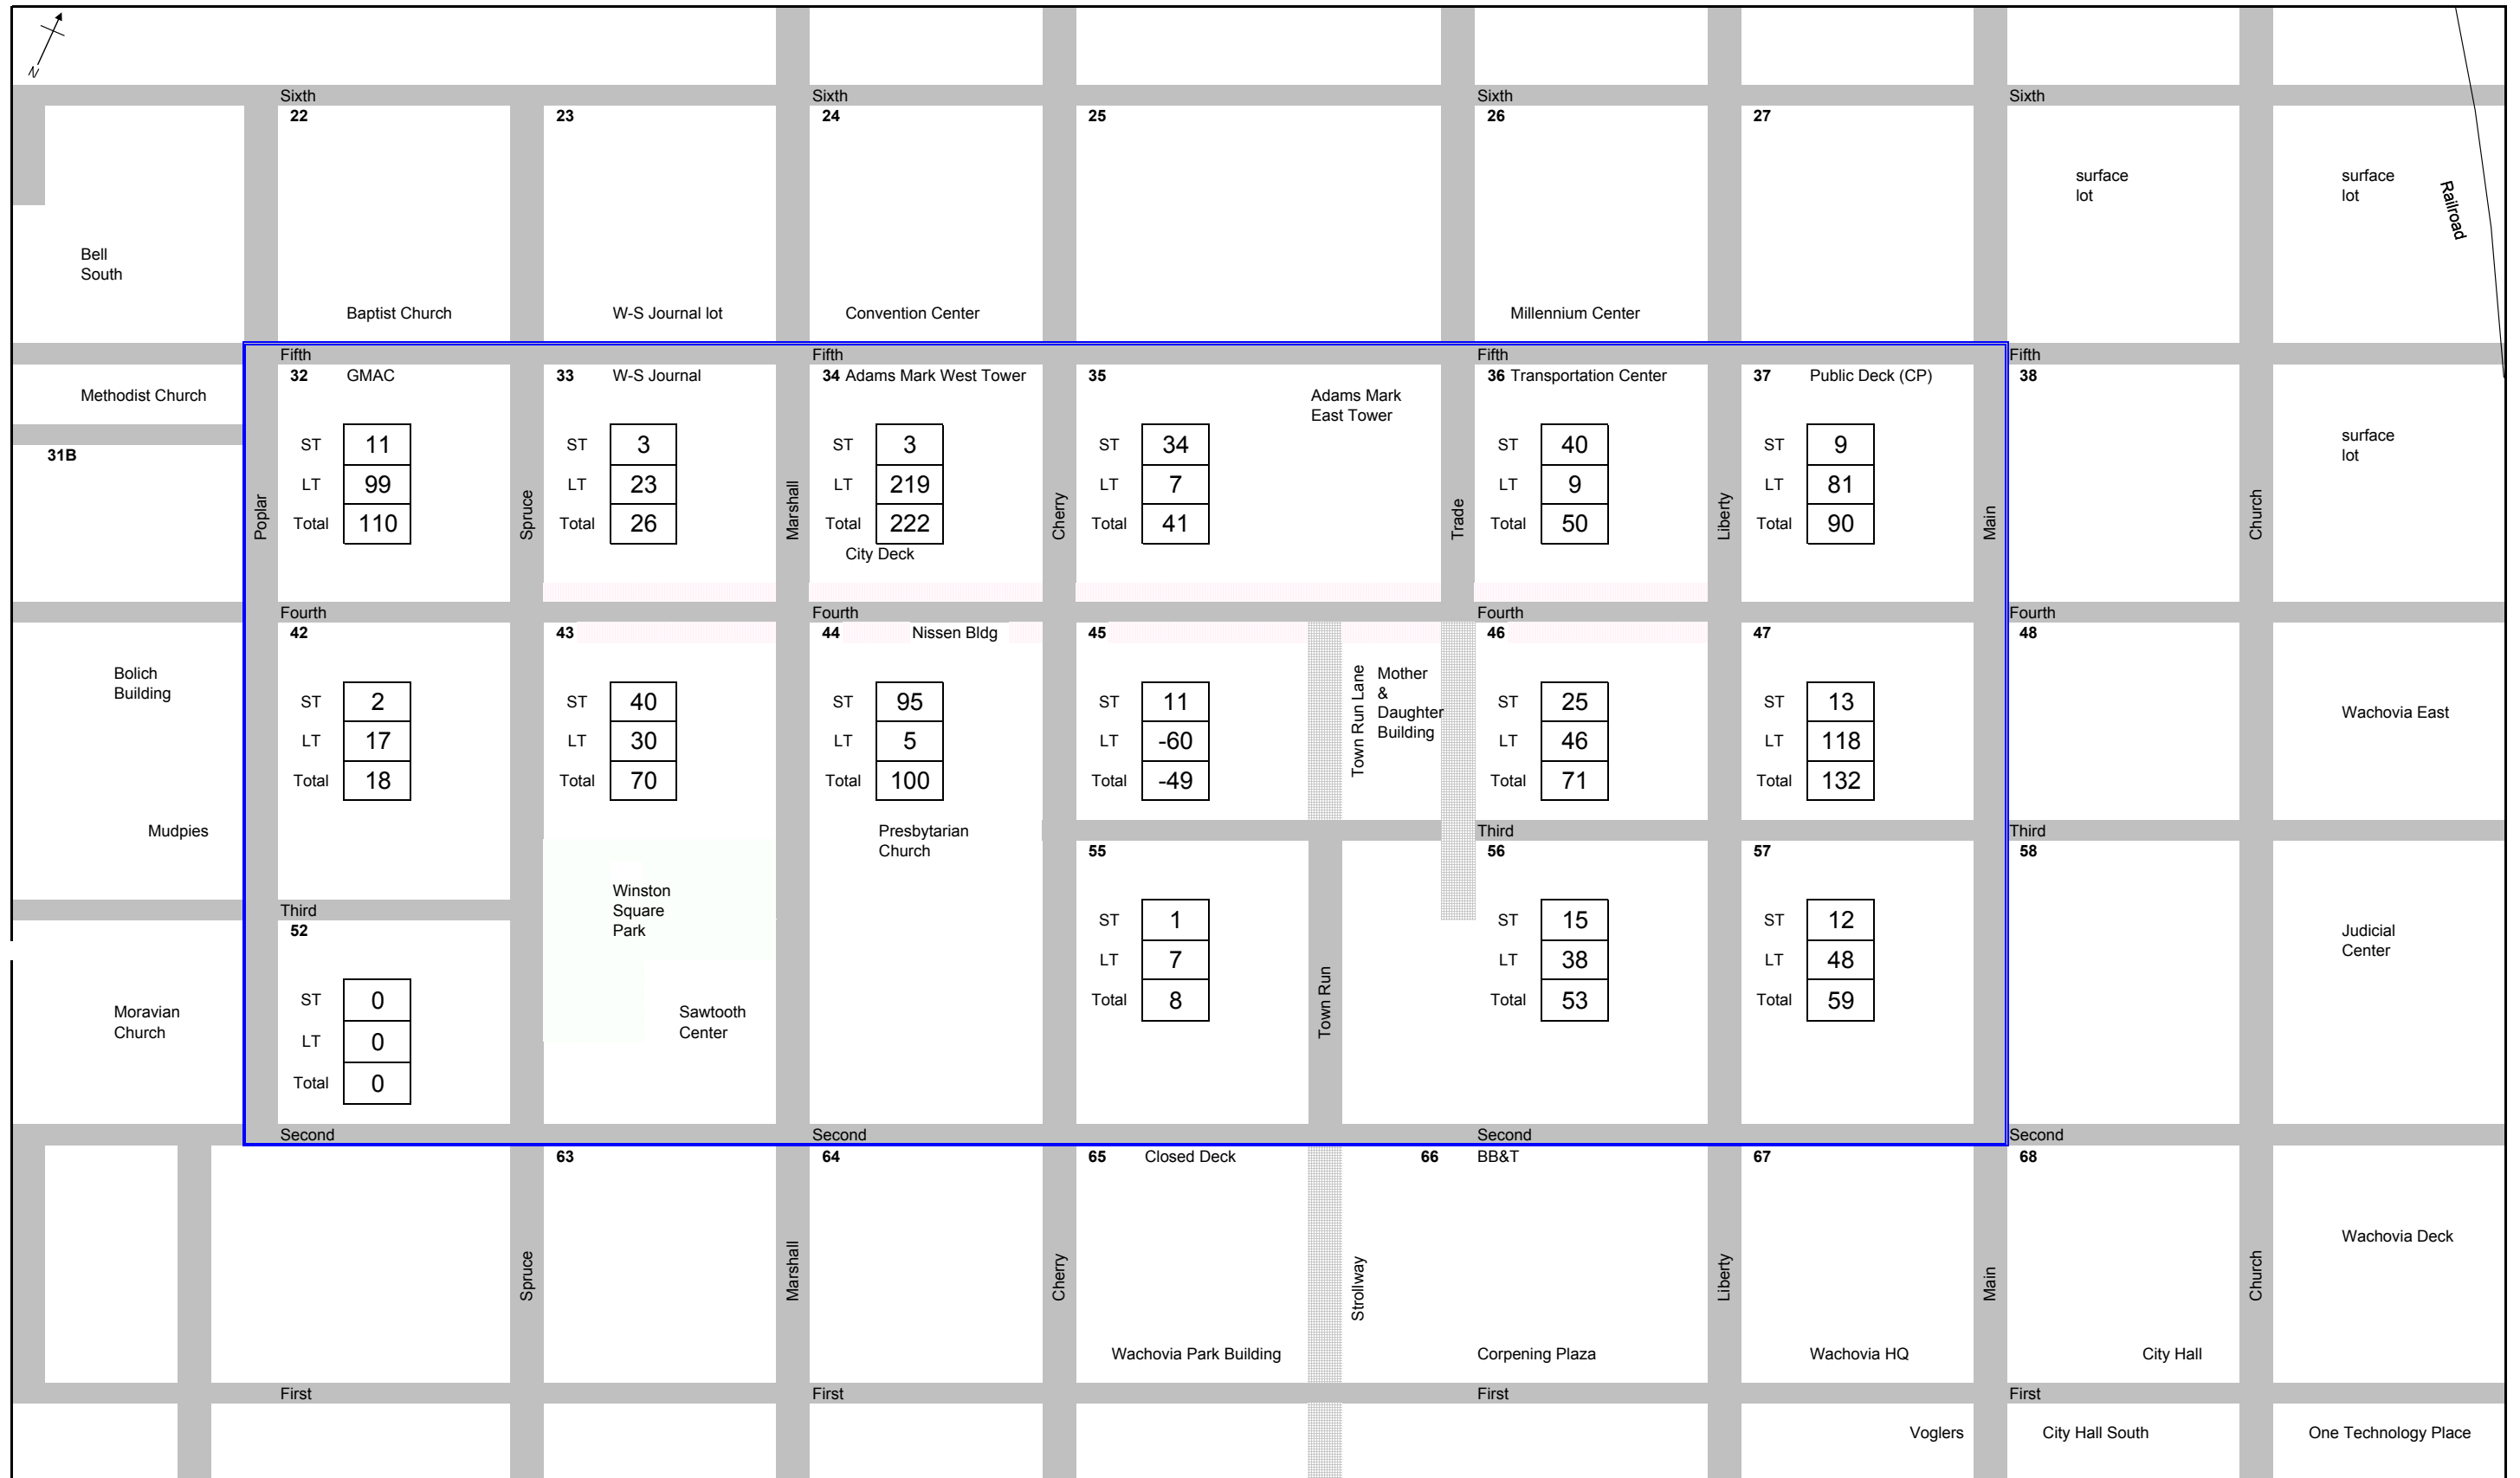 N
Sixth Sixth Sixth Sixth
22 23 24 25 26 27
surface
lot
surface
lot
Railroad
Bell
South
Baptist Church W-S Journal lot Convention Center Millennium Center
Fifth Fifth Fifth Fifth
32 GMAC 33 W-S Journal 34 Adams Mark West Tower 35 36 Transportation Center 37 Public Deck (CP) 38
Methodist Church
Adams Mark
East Tower
31B
surface
lot
ST 11 ST 3 ST 3 ST 34 ST 40 ST 9
LT 99 LT 23 LT 219 LT 7 LT 9 LT 81
Total 110 Total 26 Total 222 Total 41 Total 50 Total 90
Poplar Spruce Marshall Cherry Trade Liberty Main Church
City Deck
Fourth Fourth Fourth Fourth
42 43 44 Nissen Bldg 45 46 47 48
Bolich
Building
Town Run Lane
Mother
&
Daughter
Building
Wachovia East
ST 2 ST 40 ST 95 ST 11 ST 25 ST 13
LT 17 LT 30 LT 5 LT -60 LT 46 LT 118
Total 18 Total 70 Total 100 Total -49 Total 71 Total 132
Mudpies
Presbytarian
Church
Third Third
55 56 57 58
Winston
Square
Park
Third
52
ST 1 ST 15 ST 12
LT 7 LT 38 LT 48
Total 8 Total 53 Total 59
Judicial
Center
Town Run
Moravian
Church
ST 0
LT 0
Total 0
Sawtooth
Center
Second Second Second Second
63 64 65 Closed Deck 66 BB&T 67 68
Wachovia Deck
Spruce Marshall Cherry Strollway Liberty Main Church
Wachovia Park Building Corpening Plaza Wachovia HQ City Hall
First First First First
Voglers City Hall South One Technology Place